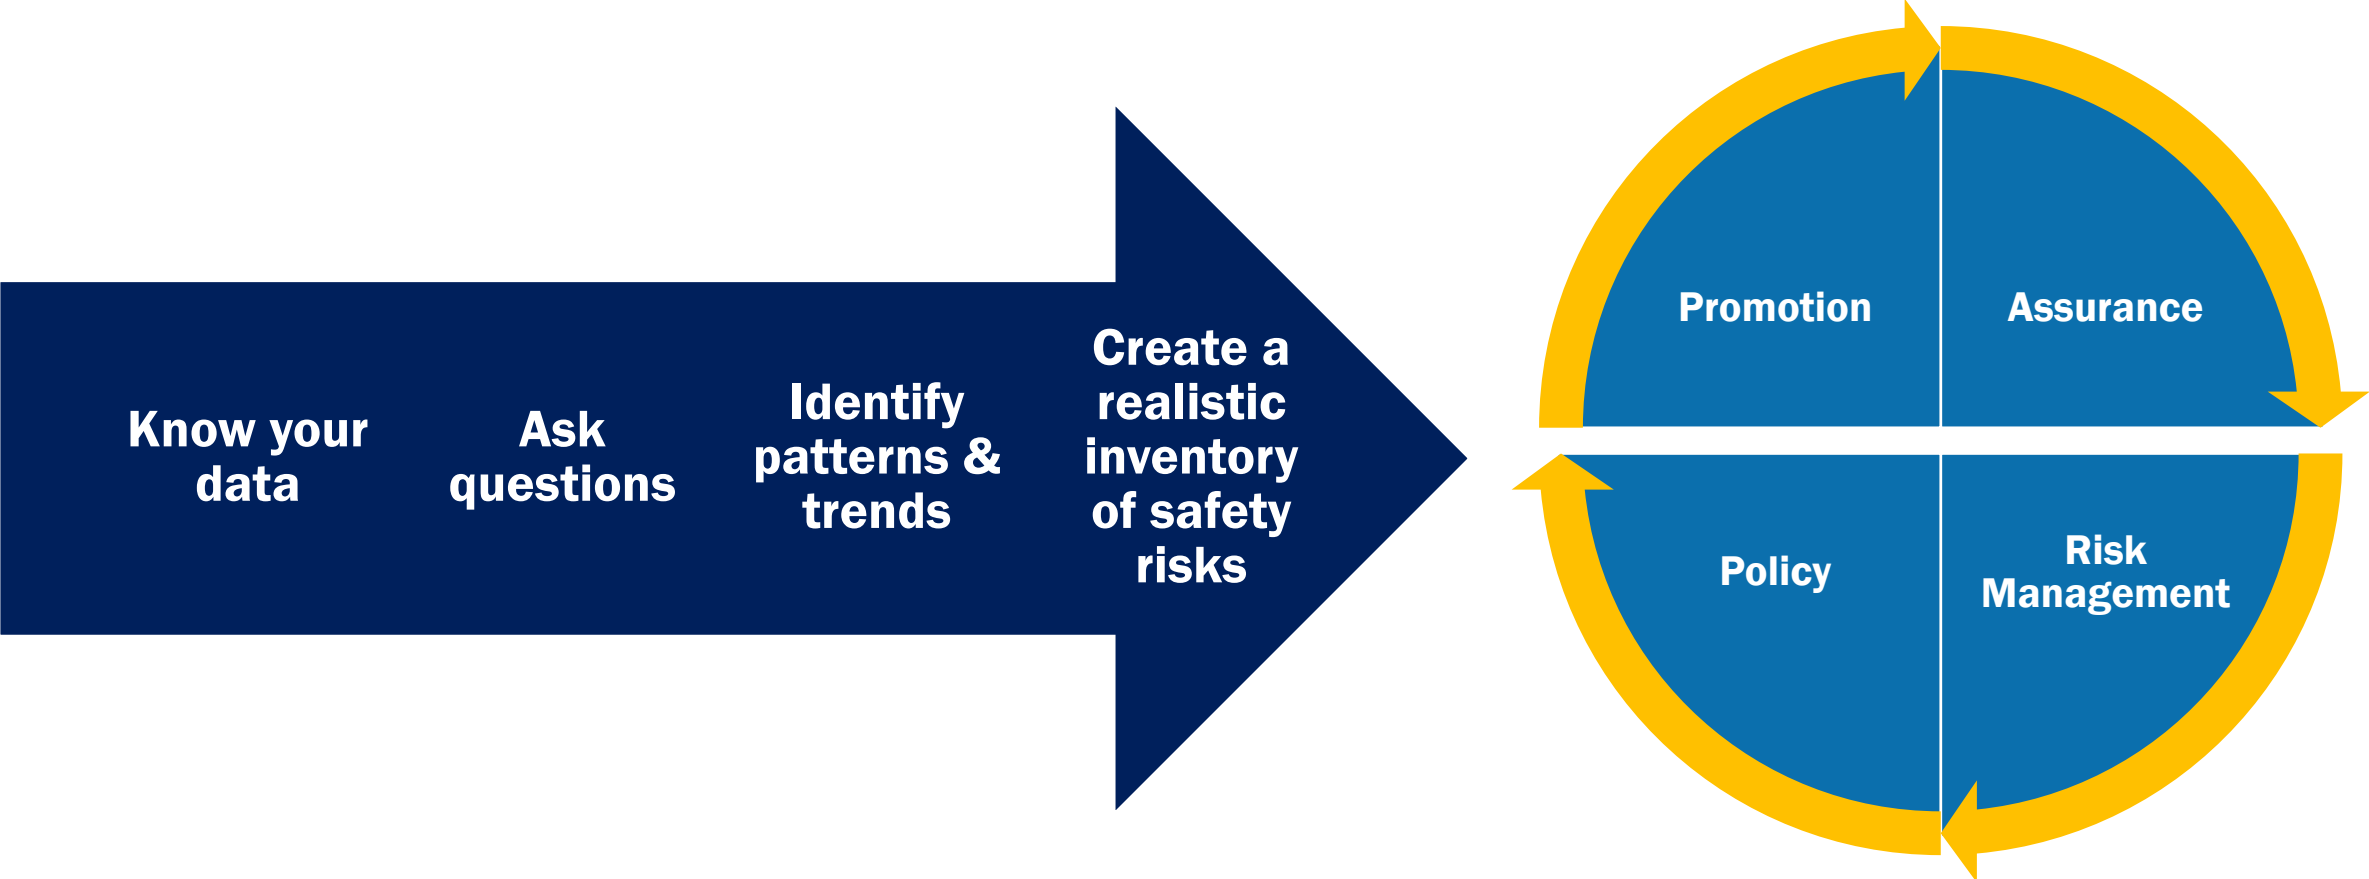 Know your
data
Ask
questions
Identify
patterns &
trends
Create a
realistic
inventory
of safety
risks
Promotion
Assurance
Policy
Risk
Management